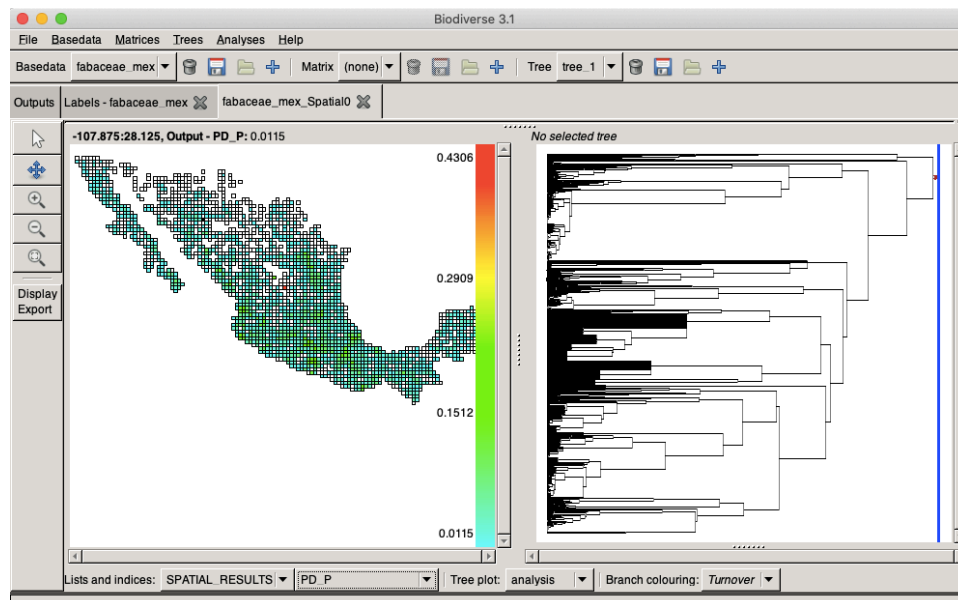 Biodiverse 3.1
File Basedata Matrices Trees Analyses Help
Basedata fabaceae_mex Matrix (none) Tree tree_1
Outputs Labels - fabaceae_mex fabaceae_mex_Spatial0
-107.875:28.125, Output - PD_P: 0.0115 No selected tree
0.4306
0.2909
Display
Export
0.1512
0.0115
Lists and indices: SPATIAL_RESULTS PD_P Tree plot: analysis Branch colouring: Turnover